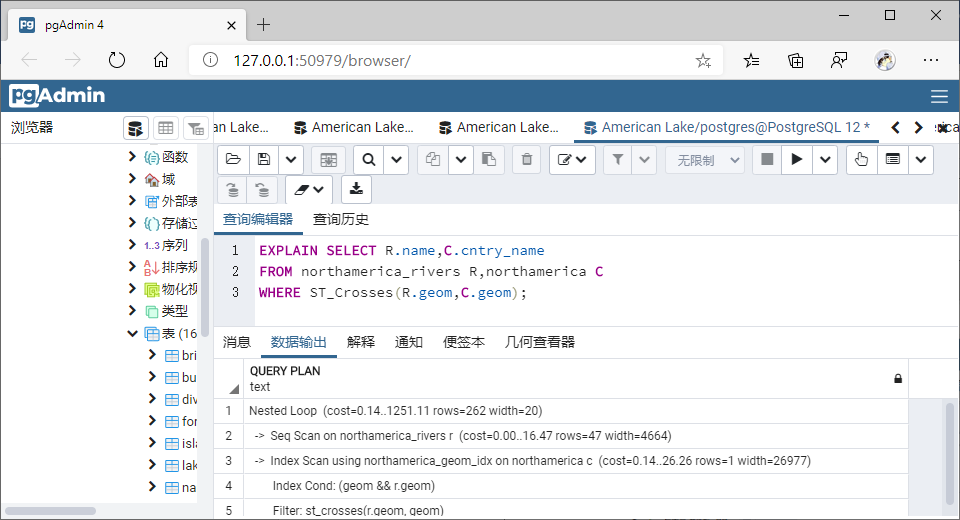 pgAdmin 4
127.0.0.1:50979/browser/
pgAdmin
浏览器
an Lake…
American Lake…
American Lake…
American Lake/postgres@PostgreSQL 12 *
函数
域
外部表
存储过
1..3 序列
排序规
物化视
类型
表 (16
bri
bu
div
for
isla
lak
na
无限制
查询编辑器
查询历史
1 EXPLAIN SELECT R.name,C.cntry_name
2 FROM northamerica_rivers R,northamerica C
3 WHERE ST_Crosses(R.geom,C.geom);
消息
数据输出
解释
通知
便签本
几何查看器
QUERY PLAN
text
1 Nested Loop (cost=0.14..1251.11 rows=262 width=20)
2 -> Seq Scan on northamerica_rivers r (cost=0.00..16.47 rows=47 width=4664)
3 -> Index Scan using northamerica_geom_idx on northamerica c (cost=0.14..26.26 rows=1 width=26977)
4 Index Cond: (geom && r.geom)
5 Filter: st_crosses(r.geom, geom)